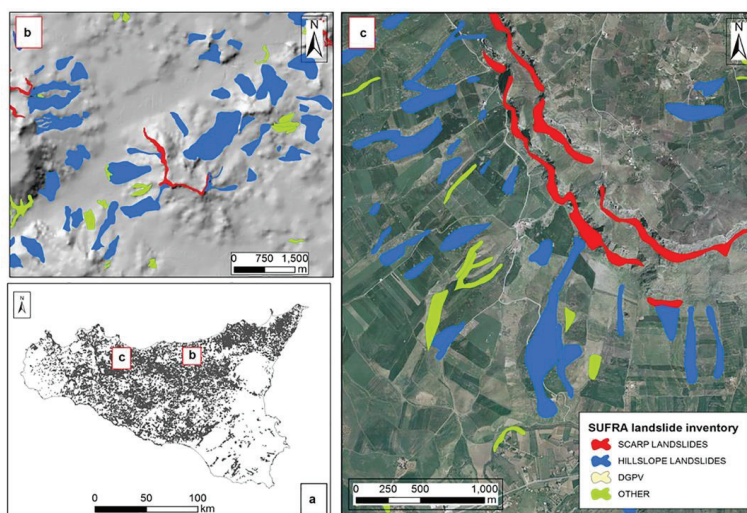 b
N
0 750 1,500
m
N
c
b
0 50 100
km
a
c
N
0 250 500 1,000
m
SUFRA landslide inventory
SCARP LANDSLIDES
HILLSLOPE LANDSLIDES
DGPV
OTHER